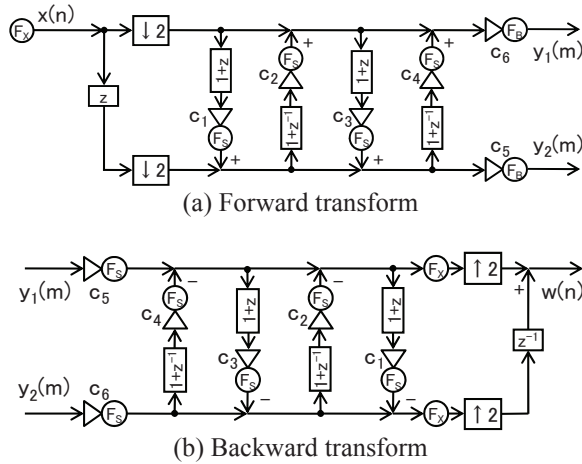 Fx x(n) ↓2 + + c6 FB y1(m)
1+z c2 Fs 1+z c4 Fs
z c1 Fs 1+z⁻¹ c3 Fs 1+z⁻¹
↓2 + + c5 FB y2(m)
(a) Forward transform
y1(m) c5 Fs − − Fx ↑2 + w(n)
c4 Fs 1+z c2 Fs 1+z
1+z⁻¹ c3 Fs 1+z⁻¹ c1 Fs z⁻¹
y2(m) c6 Fs − − Fx ↑2
(b) Backward transform